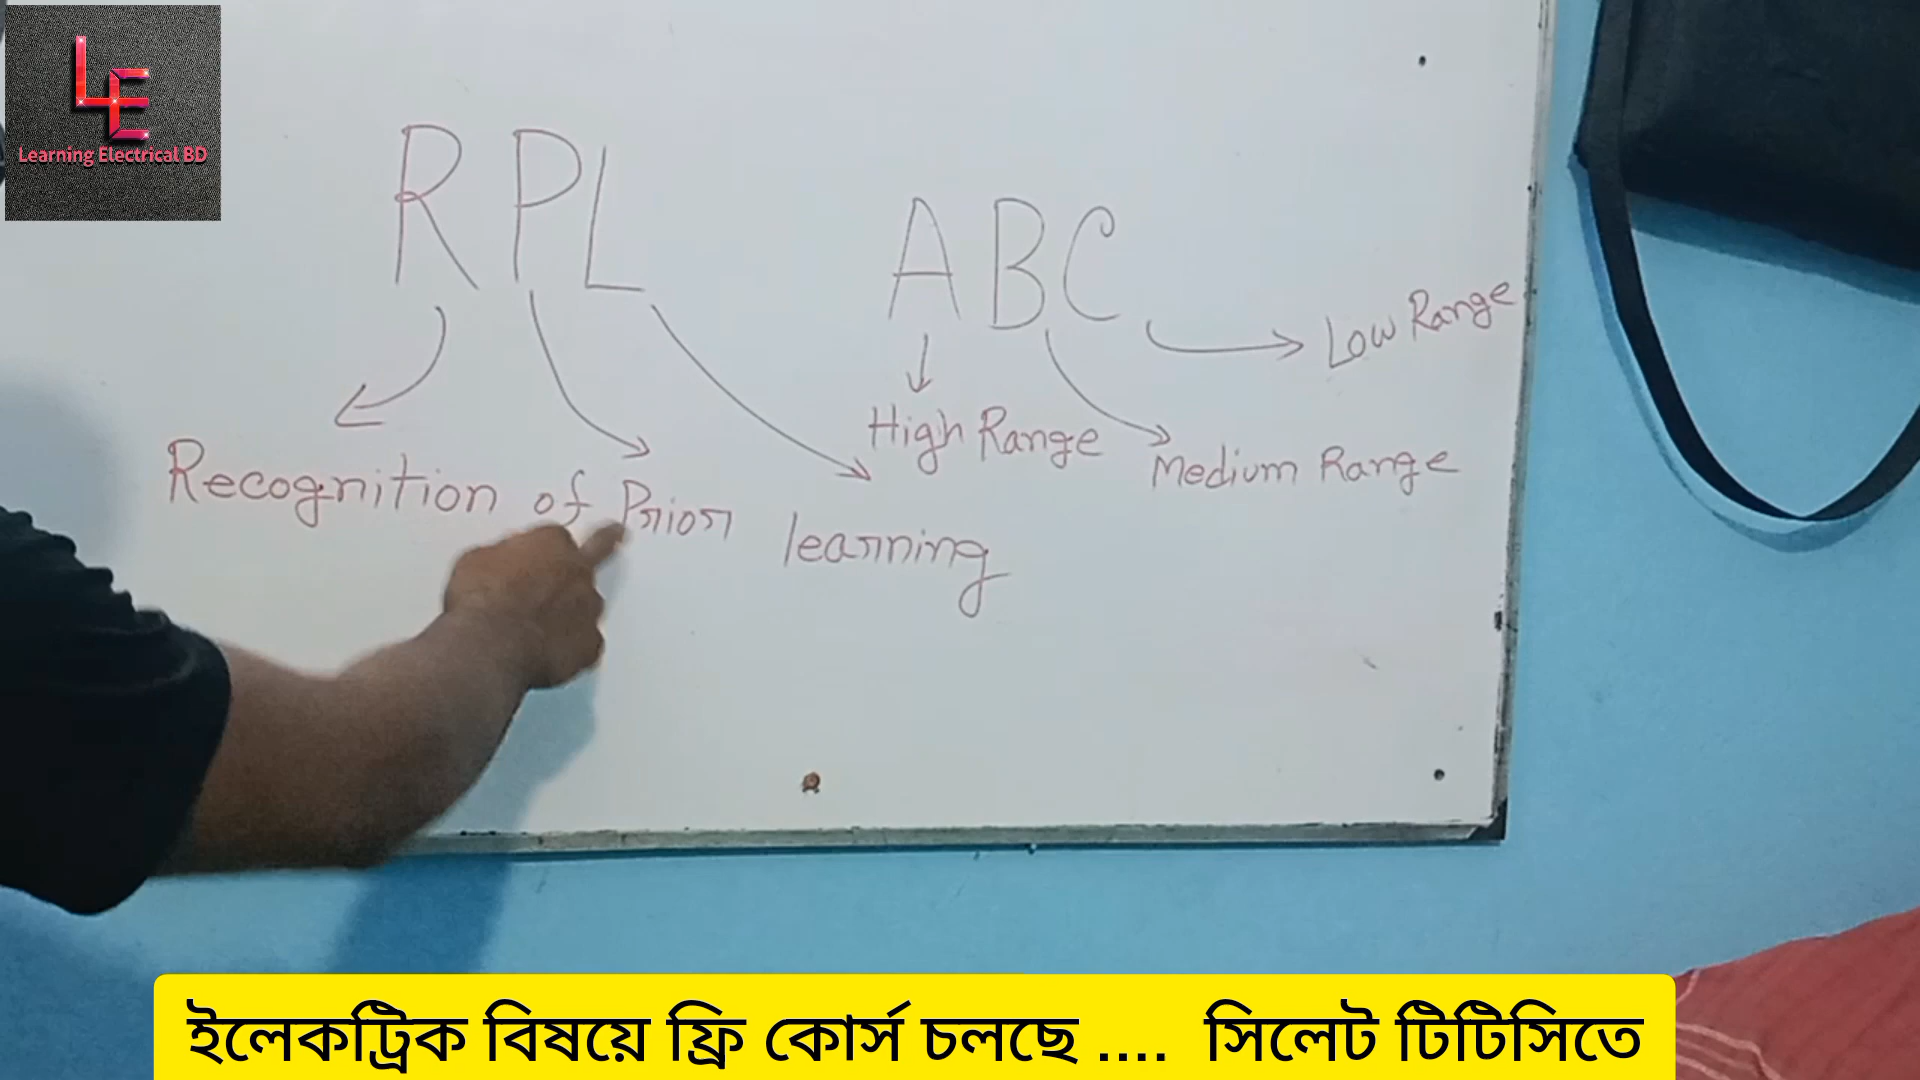 LE
Learning Electrical BD
RPL
ABC
Low Range
High Range
Medium Range
Recognition of Prior learning
ইলেকট্রিক বিষয়ে ফ্রি কোর্স চলছে .... সিলেট টিটিসিতে